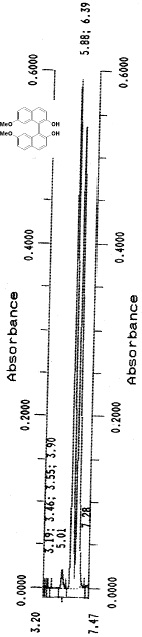 5.88; 6.39
0.6000
0.6000
MeO
OH
MeO
OH
0.4000
0.4000
Absorbance
Absorbance
0.2000
0.2000
3.19; 3.46; 3.55; 3.90
5.01
7.28
0.0000
0.0000
3.20
7.47